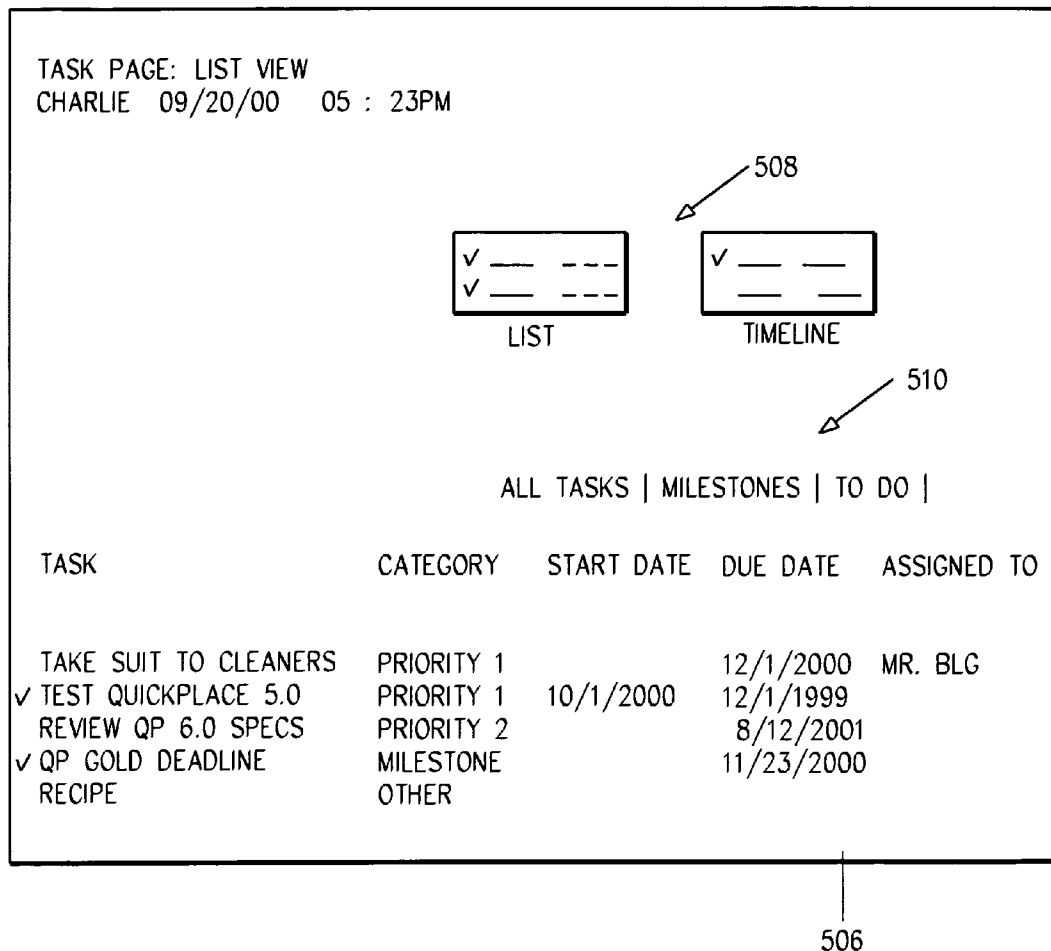 TASK PAGE: LIST VIEW
CHARLIE 09/20/00 05 : 23PM
508
LIST TIMELINE
510
ALL TASKS | MILESTONES | TO DO |
TASK CATEGORY START DATE DUE DATE ASSIGNED TO
TAKE SUIT TO CLEANERS PRIORITY 1 12/1/2000 MR. BLG
✓ TEST QUICKPLACE 5.0 PRIORITY 1 10/1/2000 12/1/1999
REVIEW QP 6.0 SPECS PRIORITY 2 8/12/2001
✓ QP GOLD DEADLINE MILESTONE 11/23/2000
RECIPE OTHER
506